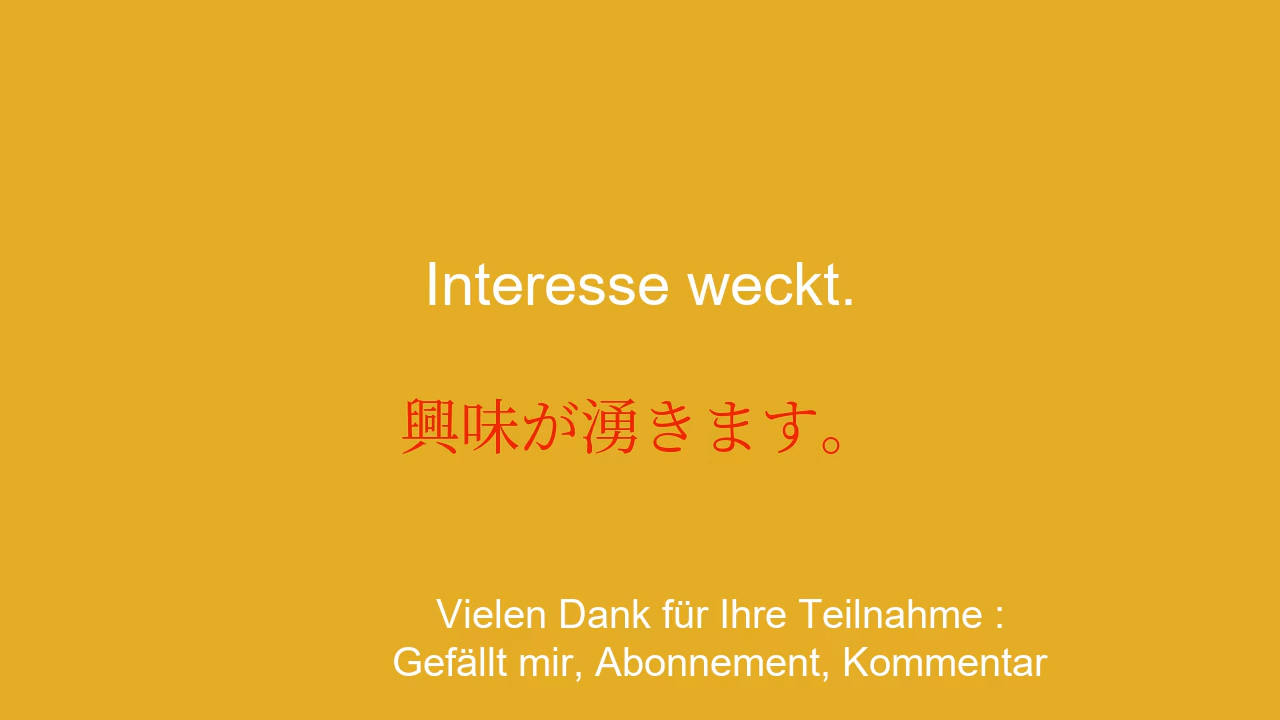 Interesse weckt.
興味が湧きます。
Vielen Dank für Ihre Teilnahme :
Gefällt mir, Abonnement, Kommentar